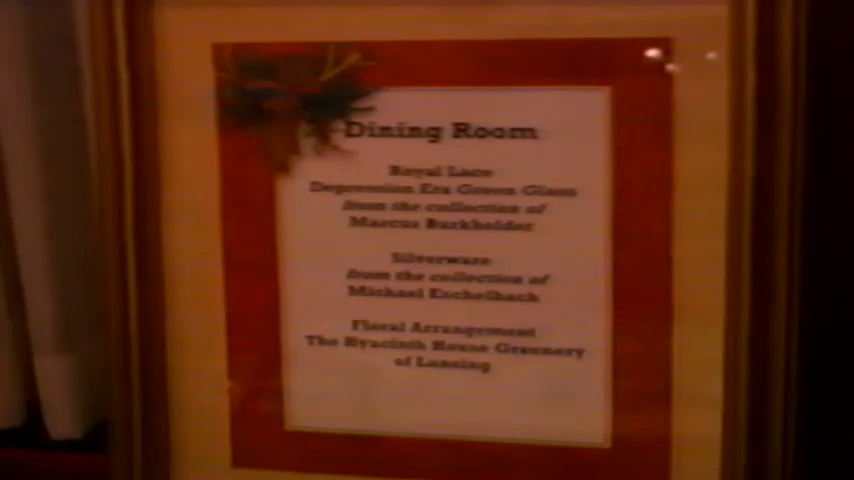 Dining Room
Royal Lace
Depression Era Green Glass
from the collection of
Marcus Burkholder
Silverware
from the collection of
Michael Eschelbach
Floral Arrangement
The Hyacinth House Greenery
of Lansing